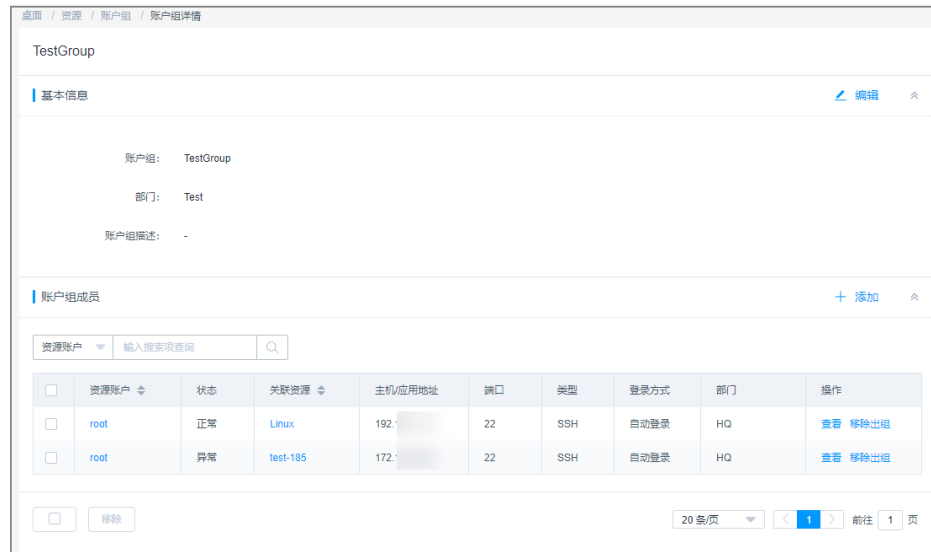 桌面 / 资源 / 账户组 / 账户组详情
TestGroup
基本信息 编辑
账户组: TestGroup
部门: Test
账户组描述: -
账户组成员 添加
资源账户 输入搜索项查询
资源账户 状态 关联资源 主机/应用地址 端口 类型 登录方式 部门 操作
root 正常 Linux 192. 22 SSH 自动登录 HQ 查看 移除出组
root 异常 test-185 172. 22 SSH 自动登录 HQ 查看 移除出组
移除 20 条/页 1 前往 1 页